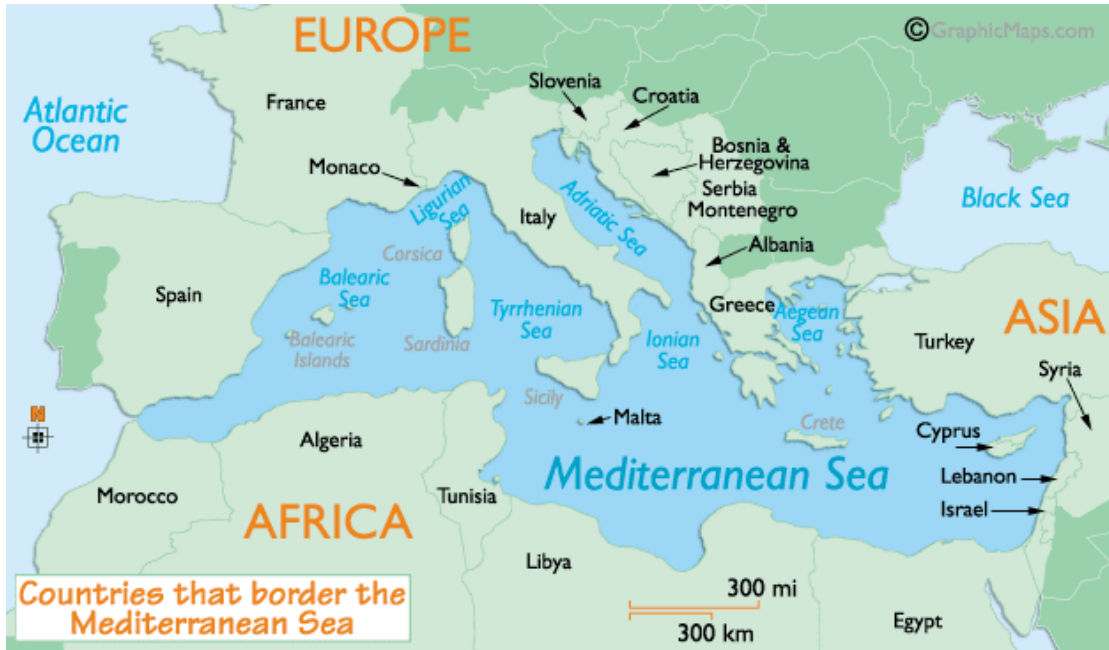 EUROPE
©GraphicMaps.com
Slovenia
Croatia
France
Atlantic
Ocean
Bosnia &
Herzegovina
Monaco
Ligurian
Sea
Adriatic Sea
Serbia
Montenegro
Black Sea
Italy
Corsica
Albania
Balearic
Sea
Spain
Tyrrhenian
Sea
Greece
Aegean
Sea
ASIA
Ionian
Sea
Turkey
Balearic
Islands
Sardinia
Syria
Sicily
N
Malta
Crete
Cyprus
Algeria
Mediterranean Sea
Lebanon
Morocco
Tunisia
Israel
AFRICA
Libya
Countries that border the
Mediterranean Sea
300 mi
300 km
Egypt